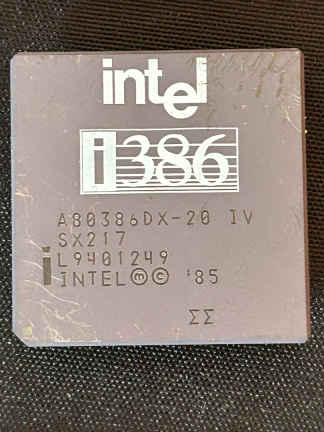 intel
i386
A80386DX-20 IV
SX217
L9401249
INTEL Ⓜ Ⓒ '85
ΣΣ